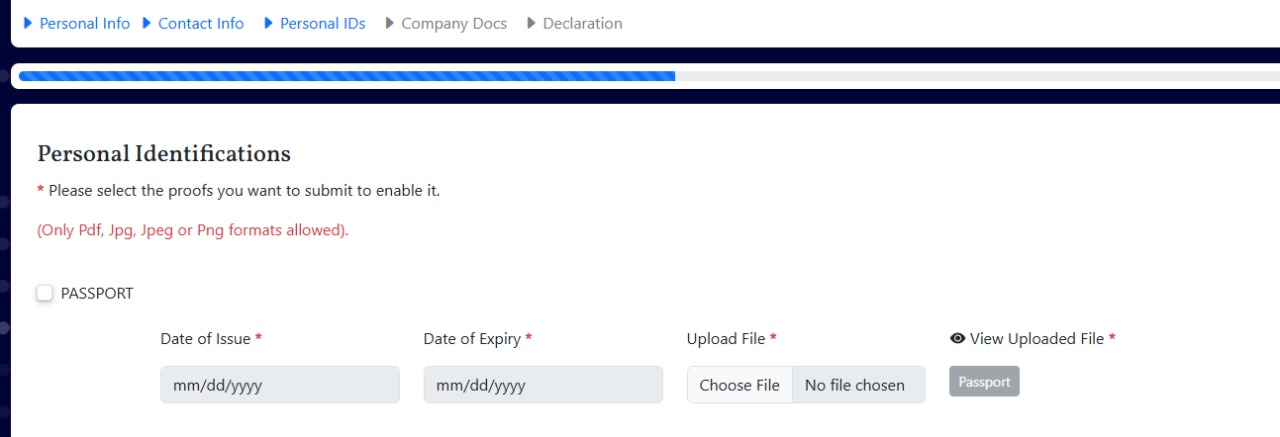 Personal Info Contact Info Personal IDs Company Docs Declaration
Personal Identifications
* Please select the proofs you want to submit to enable it.
(Only Pdf, Jpg, Jpeg or Png formats allowed).
PASSPORT
Date of Issue * Date of Expiry * Upload File * View Uploaded File *
mm/dd/yyyy mm/dd/yyyy Choose File No file chosen Passport